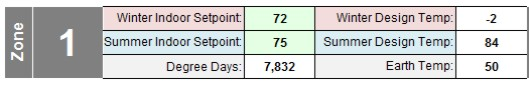 Zone 1
Winter Indoor Setpoint: 72 Winter Design Temp: -2
Summer Indoor Setpoint: 75 Summer Design Temp: 84
Degree Days: 7,832 Earth Temp: 50